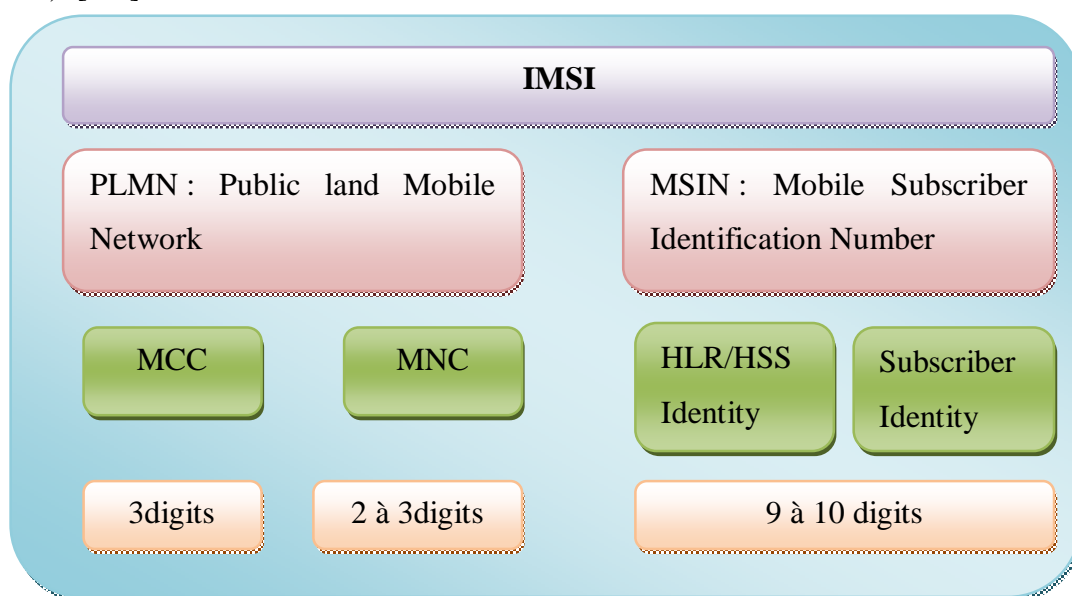 IMSI
PLMN : Public land Mobile
Network
MSIN : Mobile Subscriber
Identification Number
MCC
MNC
HLR/HSS
Identity
Subscriber
Identity
3digits
2 à 3digits
9 à 10 digits